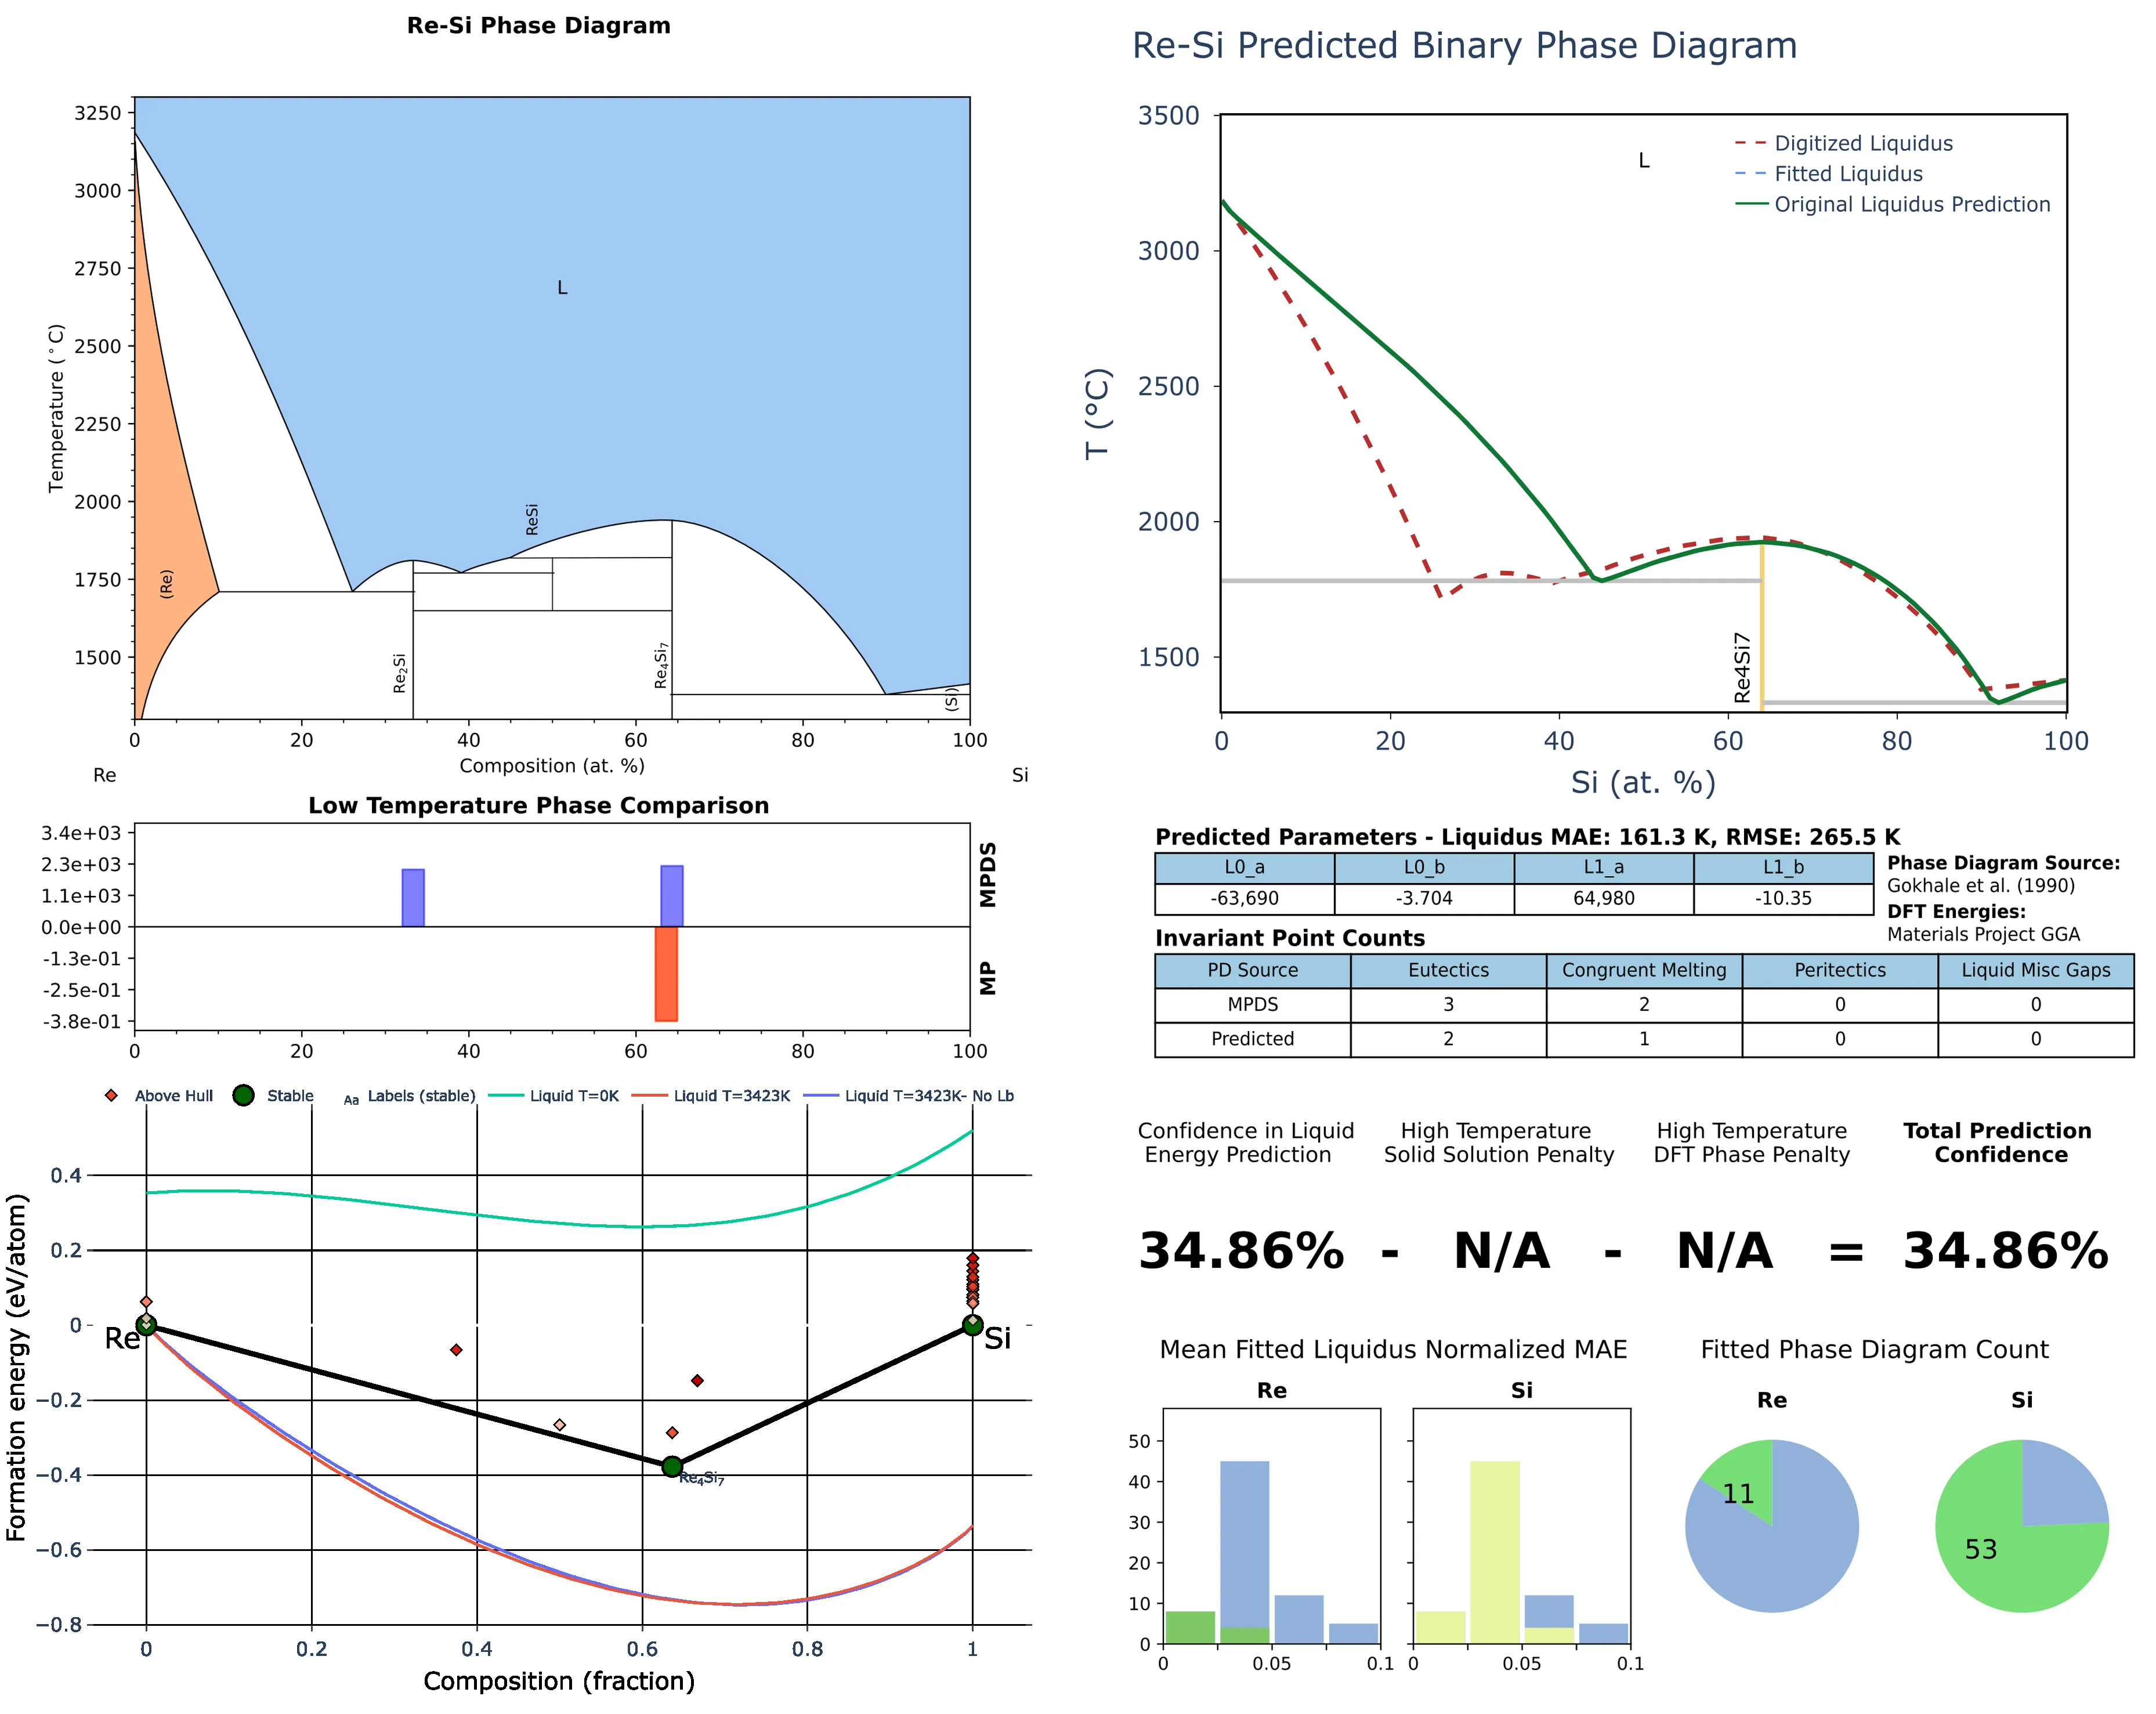 Re-Si Phase Diagram
3250
3000
2750
2500
2250
2000
1750
1500
Temperature (°C)
L
(Re)
ReSi
Re2Si
Re4Si7
(Si)
0 20 40 60 80 100
Composition (at. %)
Re Si
Low Temperature Phase Comparison
3.4e+03
2.3e+03
1.1e+03
0.0e+00
-1.3e-01
-2.5e-01
-3.8e-01
MPDS
MP
0 20 40 60 80 100
Above Hull Stable Aa Labels (stable) Liquid T=0K Liquid T=3423K Liquid T=3423K- No Lb
0.4
0.2
0
−0.2
−0.4
−0.6
−0.8
Formation energy (eV/atom)
Re Si
Re4Si7
0 0.2 0.4 0.6 0.8 1
Composition (fraction)
Re-Si Predicted Binary Phase Diagram
3500
3000
2500
2000
1500
T (°C)
L
Digitized Liquidus
Fitted Liquidus
Original Liquidus Prediction
Re4Si7
0 20 40 60 80 100
Si (at. %)
Predicted Parameters - Liquidus MAE: 161.3 K, RMSE: 265.5 K
L0_a L0_b L1_a L1_b
-63,690 -3.704 64,980 -10.35
Phase Diagram Source:
Gokhale et al. (1990)
DFT Energies:
Materials Project GGA
Invariant Point Counts
PD Source Eutectics Congruent Melting Peritectics Liquid Misc Gaps
MPDS 3 2 0 0
Predicted 2 1 0 0
Confidence in Liquid
Energy Prediction
High Temperature
Solid Solution Penalty
High Temperature
DFT Phase Penalty
Total Prediction
Confidence
34.86% - N/A - N/A = 34.86%
Mean Fitted Liquidus Normalized MAE
Re Si
50
40
30
20
10
0
0 0.05 0.1
0 0.05 0.1
Fitted Phase Diagram Count
Re Si
11
53